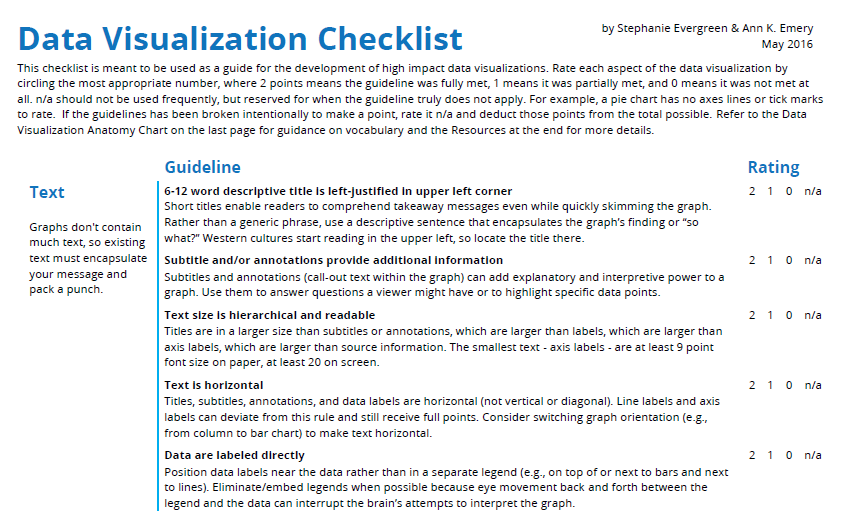 Data Visualization Checklist
by Stephanie Evergreen & Ann K. Emery
May 2016
This checklist is meant to be used as a guide for the development of high impact data visualizations. Rate each aspect of the data visualization by
circling the most appropriate number, where 2 points means the guideline was fully met, 1 means it was partially met, and 0 means it was not met at
all. n/a should not be used frequently, but reserved for when the guideline truly does not apply. For example, a pie chart has no axes lines or tick marks
to rate.  If the guidelines has been broken intentionally to make a point, rate it n/a and deduct those points from the total possible. Refer to the Data
Visualization Anatomy Chart on the last page for guidance on vocabulary and the Resources at the end for more details.
Guideline
Rating
Text
Graphs don't contain
much text, so existing
text must encapsulate
your message and
pack a punch.
6-12 word descriptive title is left-justified in upper left corner
2 1 0 n/a
Short titles enable readers to comprehend takeaway messages even while quickly skimming the graph.
Rather than a generic phrase, use a descriptive sentence that encapsulates the graph's finding or "so
what?" Western cultures start reading in the upper left, so locate the title there.
Subtitle and/or annotations provide additional information
2 1 0 n/a
Subtitles and annotations (call-out text within the graph) can add explanatory and interpretive power to a
graph. Use them to answer questions a viewer might have or to highlight specific data points.
Text size is hierarchical and readable
2 1 0 n/a
Titles are in a larger size than subtitles or annotations, which are larger than labels, which are larger than
axis labels, which are larger than source information. The smallest text - axis labels - are at least 9 point
font size on paper, at least 20 on screen.
Text is horizontal
2 1 0 n/a
Titles, subtitles, annotations, and data labels are horizontal (not vertical or diagonal). Line labels and axis
labels can deviate from this rule and still receive full points. Consider switching graph orientation (e.g.,
from column to bar chart) to make text horizontal.
Data are labeled directly
2 1 0 n/a
Position data labels near the data rather than in a separate legend (e.g., on top of or next to bars and next
to lines). Eliminate/embed legends when possible because eye movement back and forth between the
legend and the data can interrupt the brain's attempts to interpret the graph.